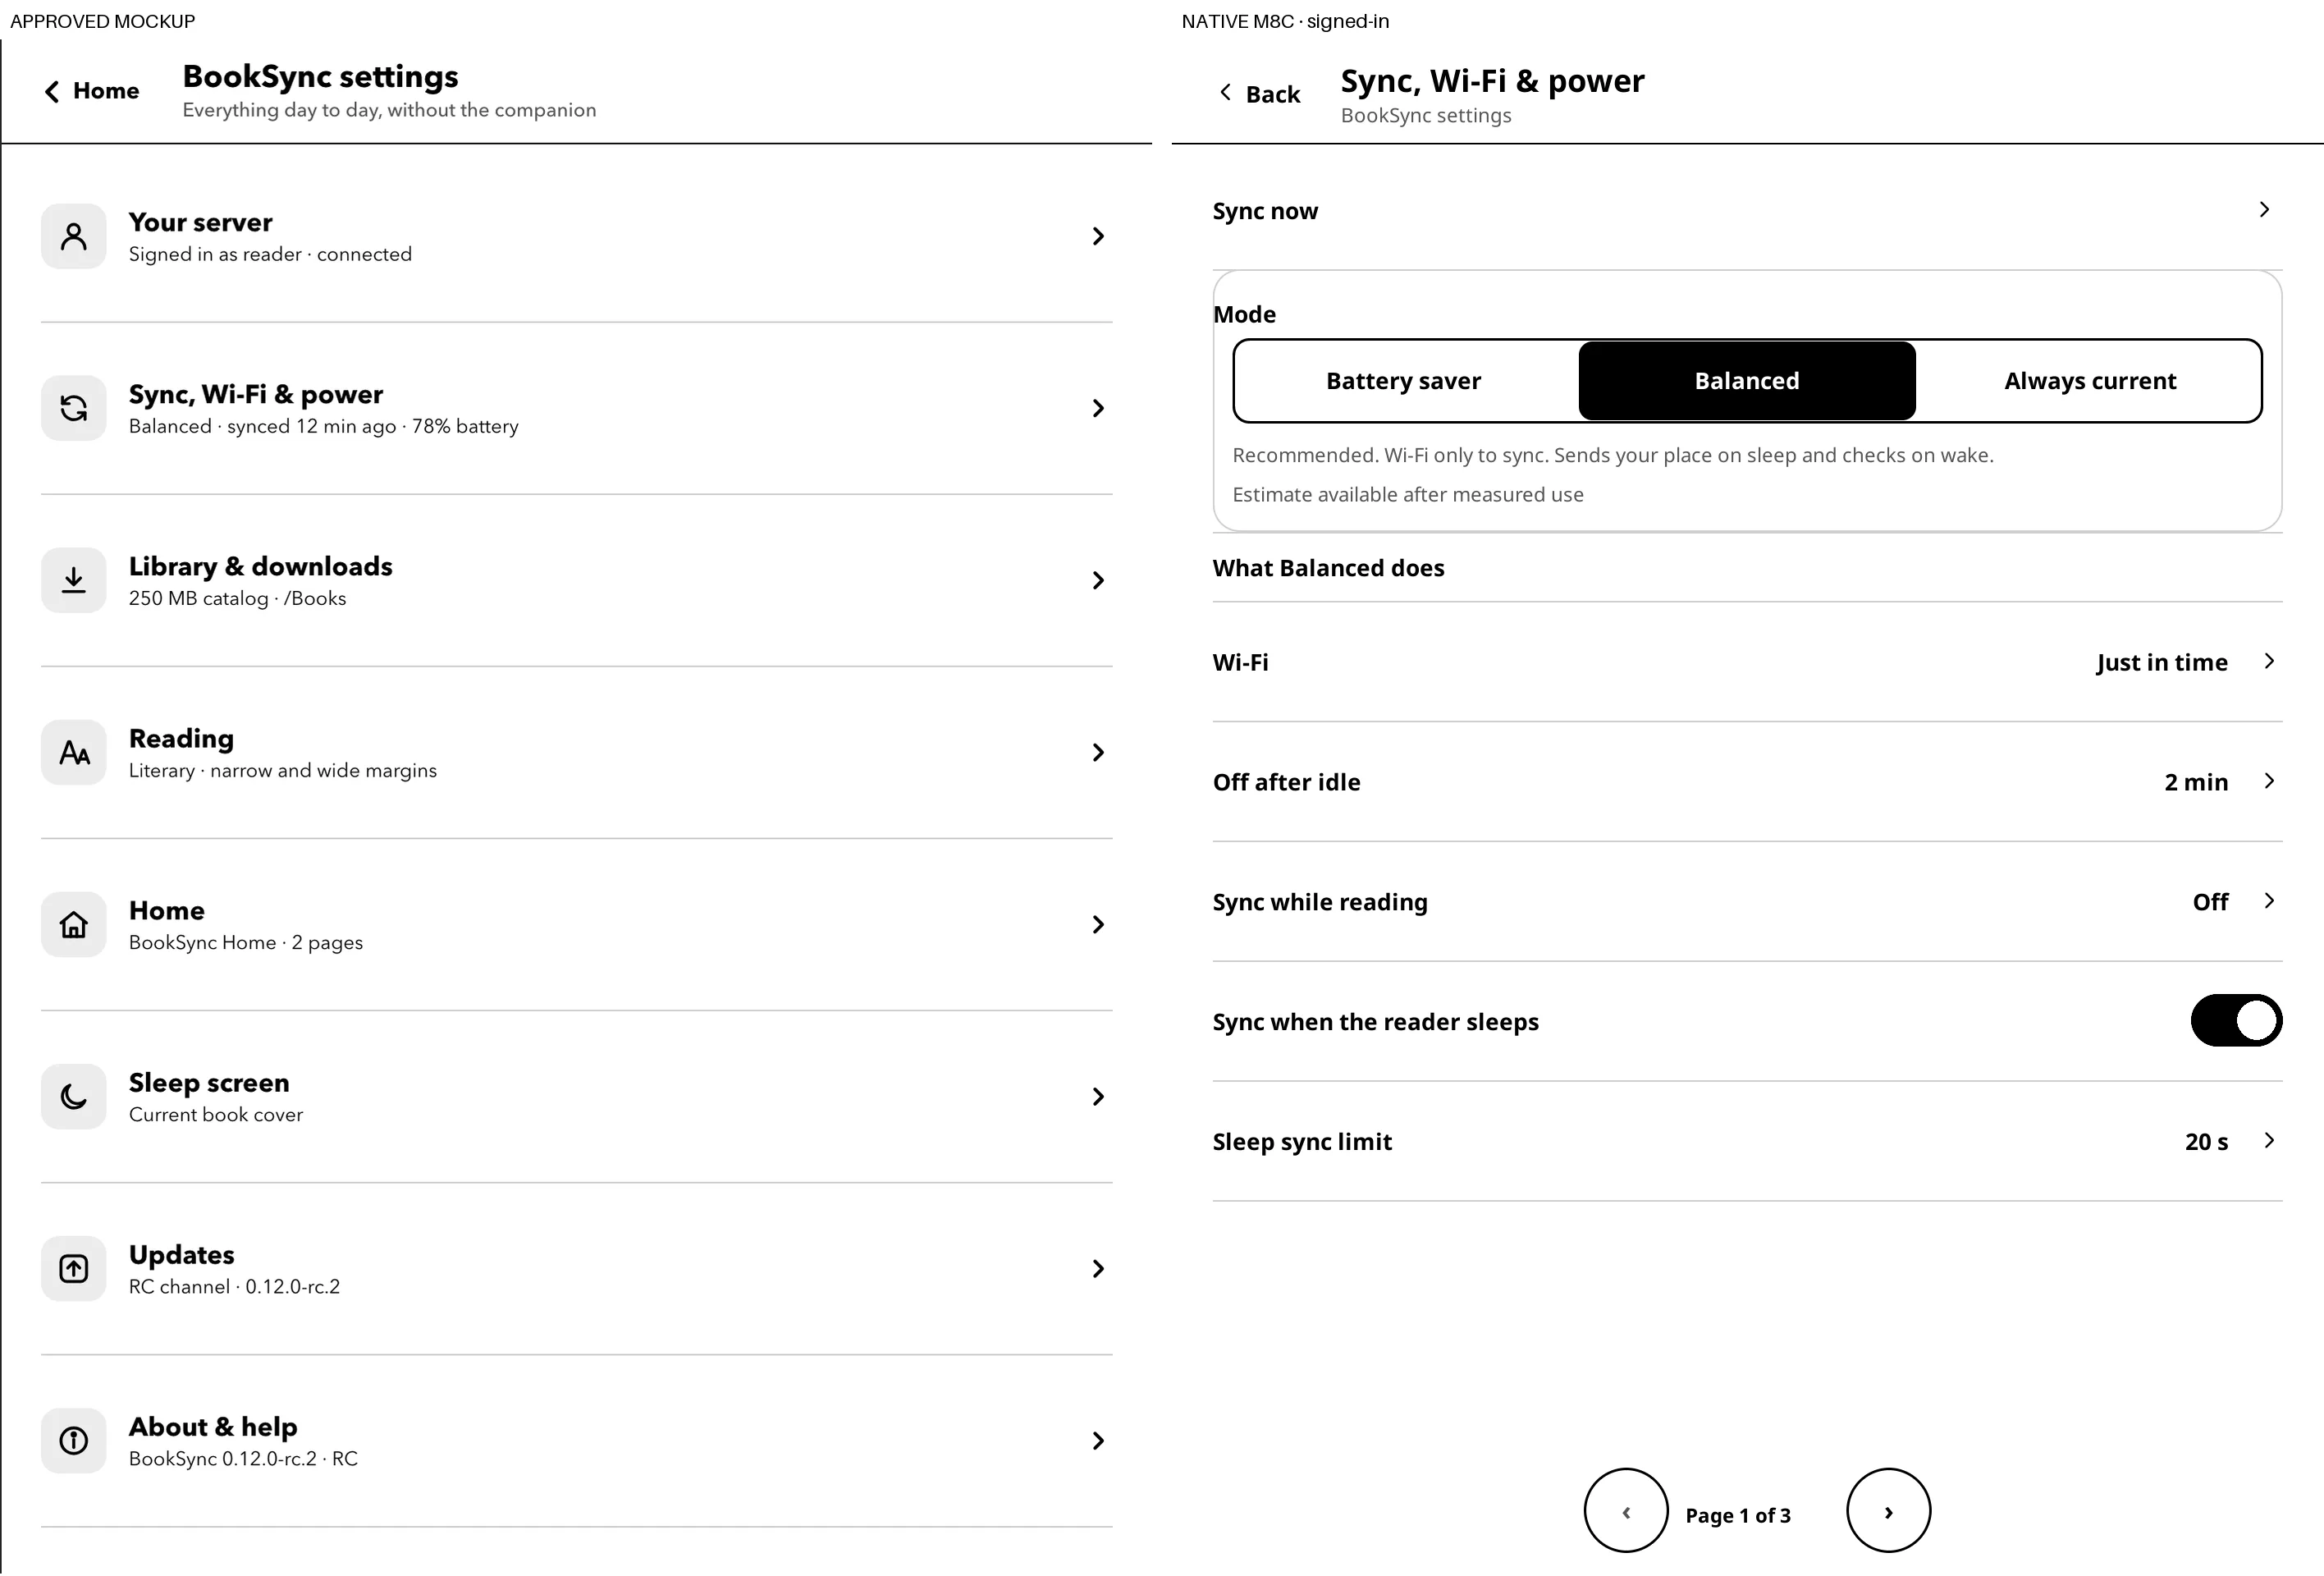 APPROVED MOCKUP
Home
BookSync settings
Everything day to day, without the companion
Your server
Signed in as reader · connected
Sync, Wi-Fi & power
Balanced · synced 12 min ago · 78% battery
Library & downloads
250 MB catalog · /Books
Reading
Literary · narrow and wide margins
Home
BookSync Home · 2 pages
Sleep screen
Current book cover
Updates
RC channel · 0.12.0-rc.2
About & help
BookSync 0.12.0-rc.2 · RC
NATIVE M8C · signed-in
Back
Sync, Wi-Fi & power
BookSync settings
Sync now
Mode
Battery saver
Balanced
Always current
Recommended. Wi-Fi only to sync. Sends your place on sleep and checks on wake.
Estimate available after measured use
What Balanced does
Wi-Fi
Just in time
Off after idle
2 min
Sync while reading
Off
Sync when the reader sleeps
Sleep sync limit
20 s
Page 1 of 3